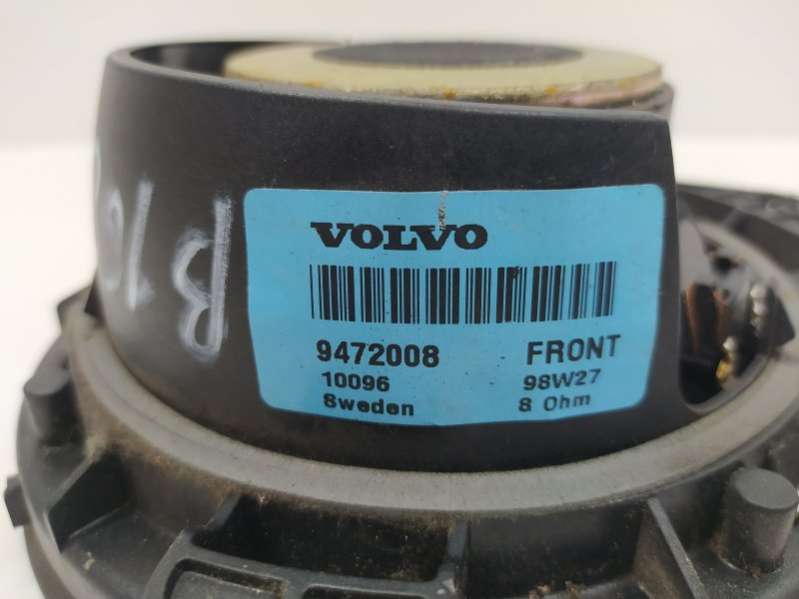 VOLVO
9472008 FRONT
10096 98W27
Sweden 8 Ohm